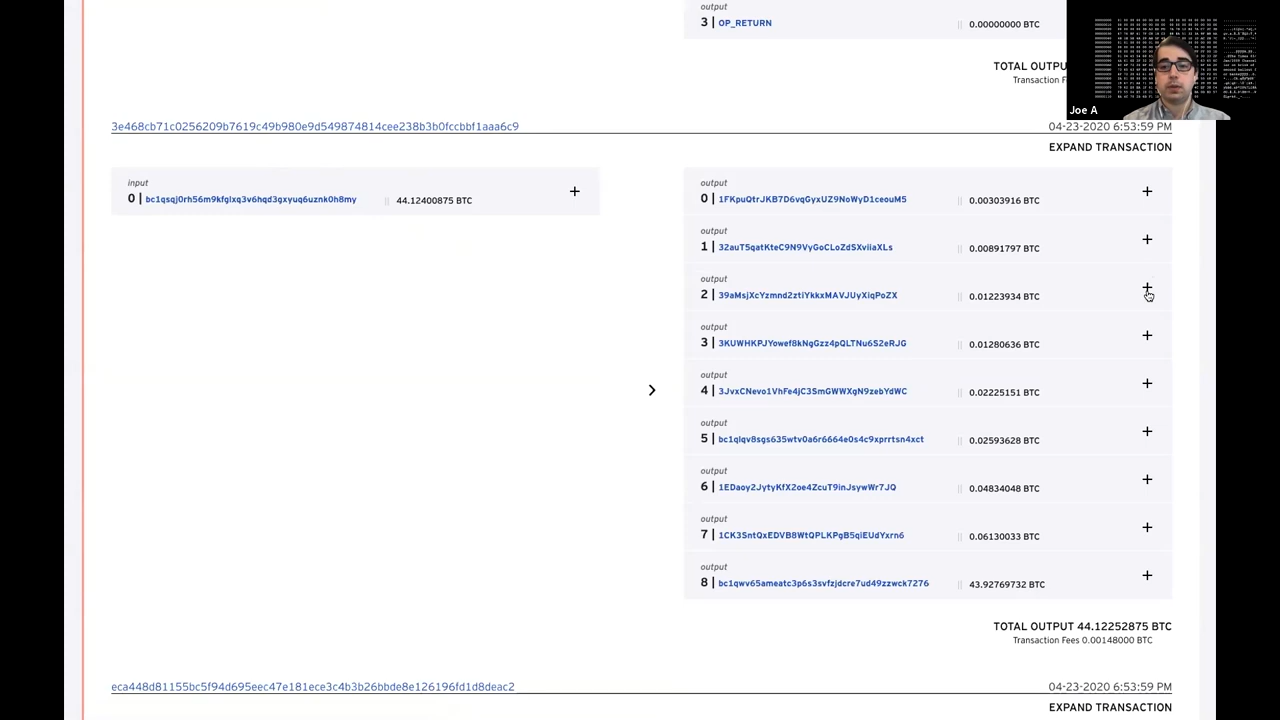 output
3 | OP_RETURN || 0.00000000 BTC
TOTAL OUTPU
Transaction F
Joe A
3e468cb71c0256209b7619c49b980e9d549874814cee238b3b0fccbbf1aaa6c9 04-23-2020 6:53:59 PM
EXPAND TRANSACTION
input
0 | bc1qsqj0rh56m9kfglxq3v6hqd3gxyuq6uznk0h8my || 44.12400875 BTC +
output
0 | 1FKpuQtrJKB7D6vqGyxUZ9NoWyD1ceouM5 || 0.00303916 BTC +
output
1 | 32auT5qatKteC9N9VyGoCLoZdSXviiaXLs || 0.00891797 BTC +
output
2 | 39aMsjXcYzmnd2ztiYkkxMAVJUyXiqPoZX || 0.01223934 BTC +
output
3 | 3KUWHKPJYowef8kNgGzz4pQLTNu6S2eRJG || 0.01280636 BTC +
output
4 | 3JvxCNevo1VhFe4jC3SmGWWXgN9zebYdWC || 0.02225151 BTC +
output
5 | bc1qlqv8sgs635wtv0a6r6664e0s4c9xprrtsn4xct || 0.02593628 BTC +
output
6 | 1EDaoy2JytyKfX2oe4ZcuT9inJsywWr7JQ || 0.04834048 BTC +
output
7 | 1CK3SntQxEDVB8WtQPLKPgB5qiEUdYxrn6 || 0.06130033 BTC +
output
8 | bc1qwv65ameatc3p6s3svfzjdcre7ud49zzwck7276 || 43.92769732 BTC +
TOTAL OUTPUT 44.12252875 BTC
Transaction Fees 0.00148000 BTC
eca448d81155bc5f94d695eec47e181ece3c4b3b26bbde8e126196fd1d8deac2 04-23-2020 6:53:59 PM
EXPAND TRANSACTION